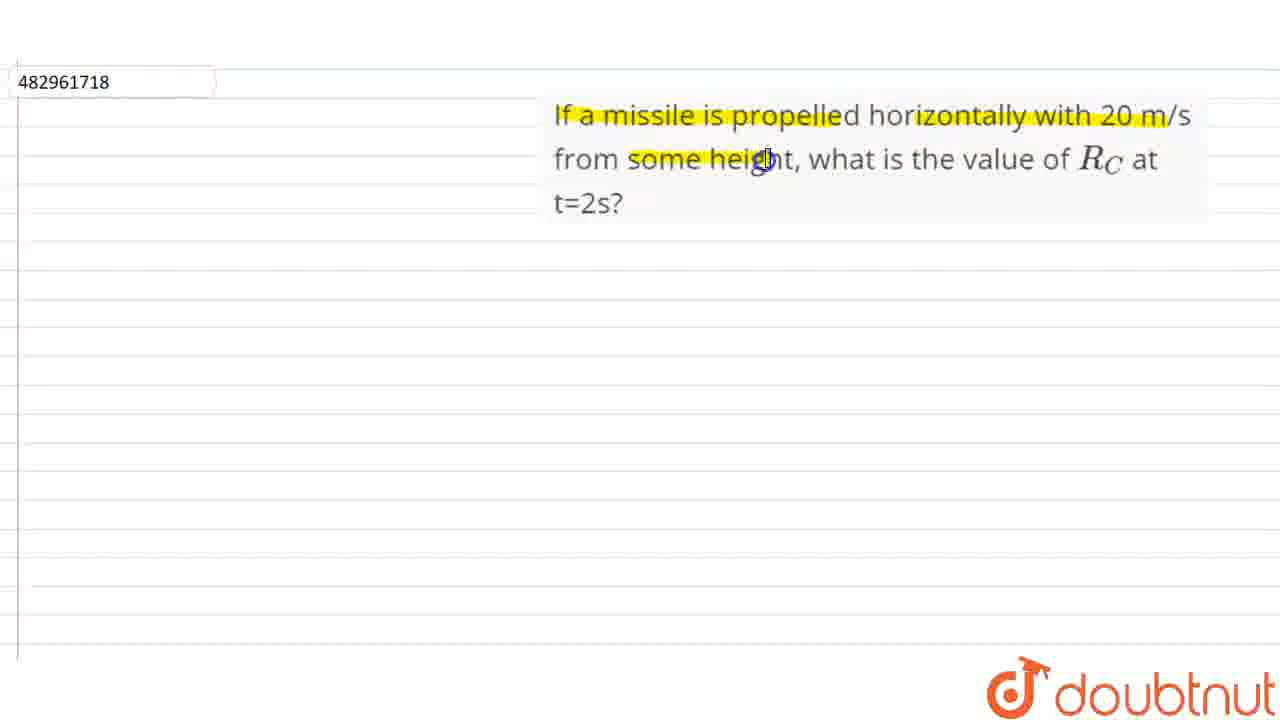 482961718
If a missile is propelled horizontally with 20 m/s
from some height, what is the value of R_C at
t=2s?
doubtnut